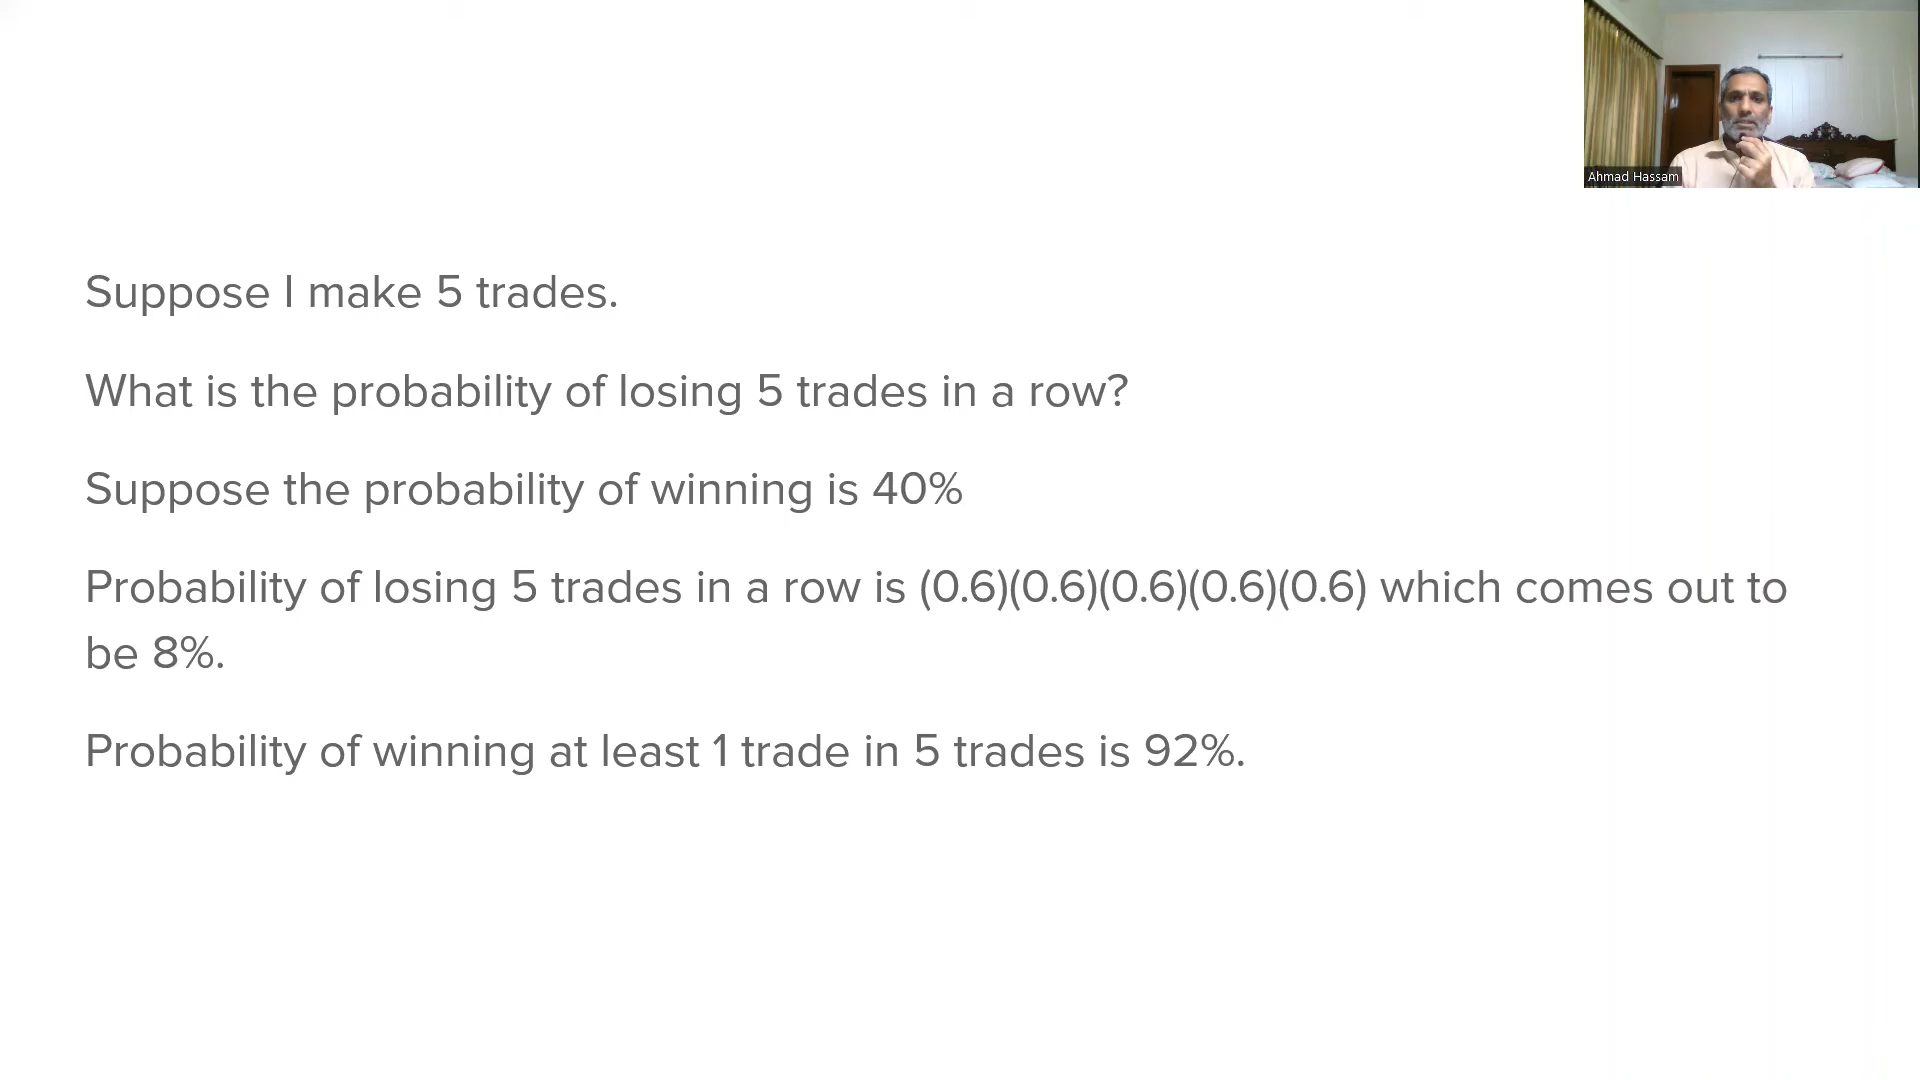 Ahmad Hassam
Suppose I make 5 trades.
What is the probability of losing 5 trades in a row?
Suppose the probability of winning is 40%
Probability of losing 5 trades in a row is (0.6)(0.6)(0.6)(0.6)(0.6) which comes out to
be 8%.
Probability of winning at least 1 trade in 5 trades is 92%.